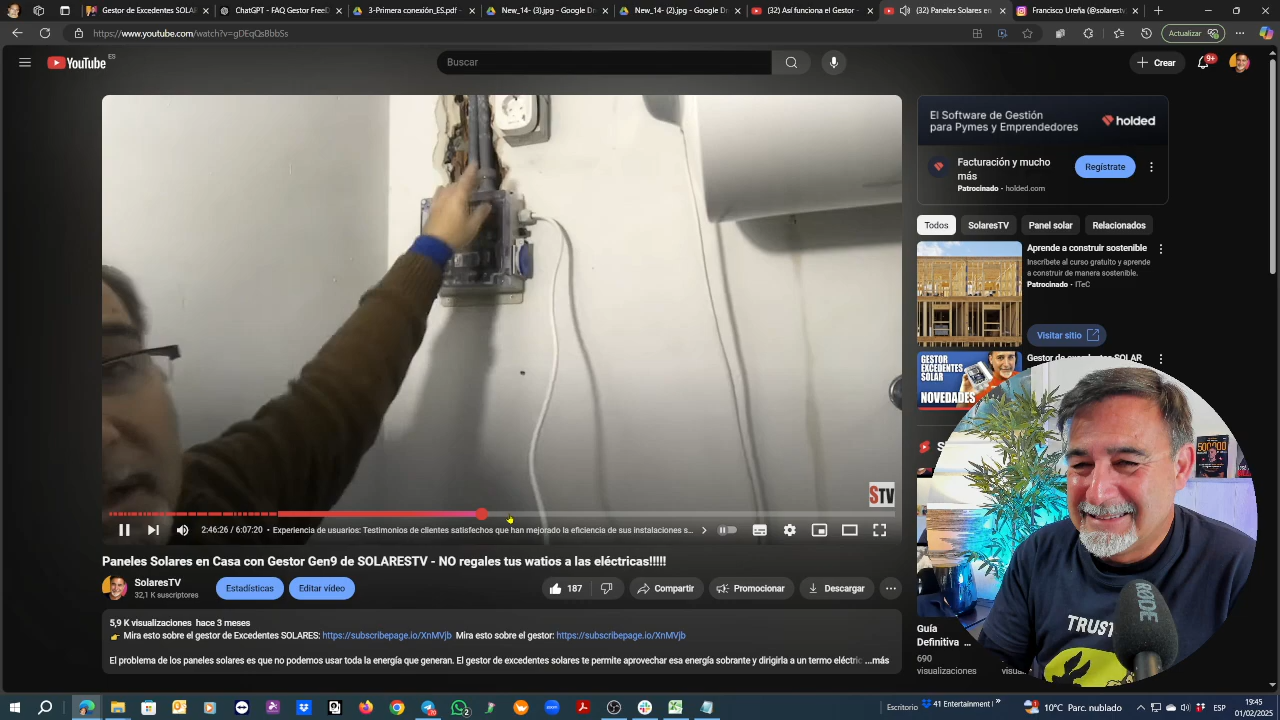 Gestor de Excedentes SOLARES
ChatGPT - FAQ Gestor FreeD
3-Primera conexión_ES.pdf -
New_14- (3).jpg - Google Dri
New_14- (2).jpg - Google Dri
(32) Así funciona el Gestor -
(32) Paneles Solares en
Francisco Ureña (@solarestv
https://www.youtube.com/watch?v=gDEqQsBbbSs
Actualizar
YouTube ES
Buscar
Crear
9+
El Software de Gestión
para Pymes y Emprendedores
holded
Facturación y mucho
más
Regístrate
Patrocinado · holded.com
Todos
SolaresTV
Panel solar
Relacionados
Aprende a construir sostenible
Inscríbete al curso gratuito y aprende
a construir de manera sostenible.
Patrocinado · ITeC
Visitar sitio
GESTOR
EXCEDENTES
SOLAR
NOVEDADES
Gestor de excedentes SOLAR
STV
2:46:26 / 6:07:20 • Experiencia de usuarios: Testimonios de clientes satisfechos que han mejorado la eficiencia de sus instalaciones s...
Paneles Solares en Casa con Gestor Gen9 de SOLARESTV - NO regales tus watios a las eléctricas!!!!!
SolaresTV
32,1 K suscriptores
Estadísticas
Editar vídeo
187
Compartir
Promocionar
Descargar
5,9 K visualizaciones hace 3 meses
👉 Mira esto sobre el gestor de Excedentes SOLARES: https://subscribepage.io/XnMVjb Mira esto sobre el gestor: https://subscribepage.io/XnMVjb
El problema de los paneles solares es que no podemos usar toda la energía que generan. El gestor de excedentes solares te permite aprovechar esa energía sobrante y dirigirla a un termo eléctric ...más
Guía
Definitiva ...
690
visualizaciones
TRUST
RØDE
Escritorio
41 Entertainment
10°C Parc. nublado
ESP
19:45
01/02/2025